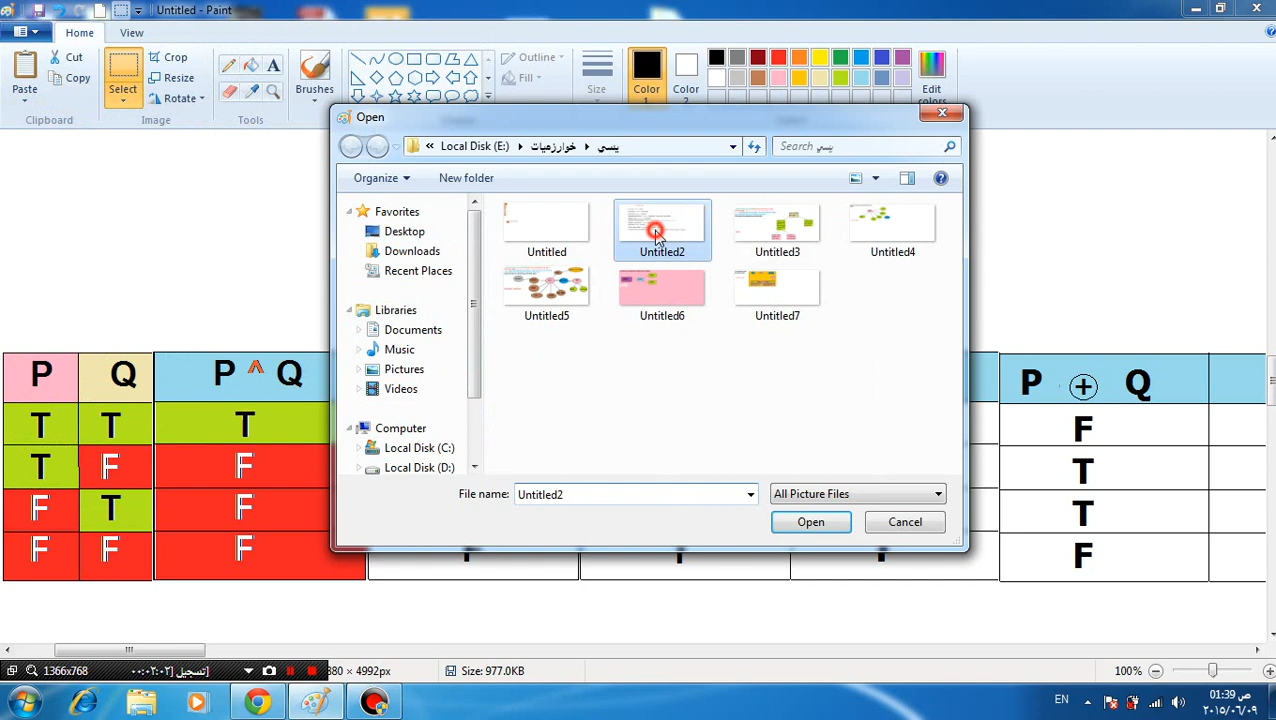 Untitled - Paint
Home
View
Paste
Cut
Copy
Clipboard
Select
Crop
Resize
Rotate
Image
Tools
Brushes
Outline
Fill
Size
Color 1
Color 2
Edit colors
Open
« Local Disk (E:) ▸ خوارزميات ▸ يسي
Search يسي
Organize
New folder
Favorites
Desktop
Downloads
Recent Places
Libraries
Documents
Music
Pictures
Videos
Computer
Local Disk (C:)
Local Disk (D:)
Untitled
Untitled2
Untitled3
Untitled4
Untitled5
Untitled6
Untitled7
File name:
Untitled2
All Picture Files
Open
Cancel
P Q P ^ Q P ⊕ Q
T T T F
T F F T
F T F T
F F F F
1366x768
تسجيل [٠٠:٠٢:٠٢]
380 × 4992px
Size: 977.0KB
100%
EN
01:39 ص
٢٠١٥/٠٦/٠٩